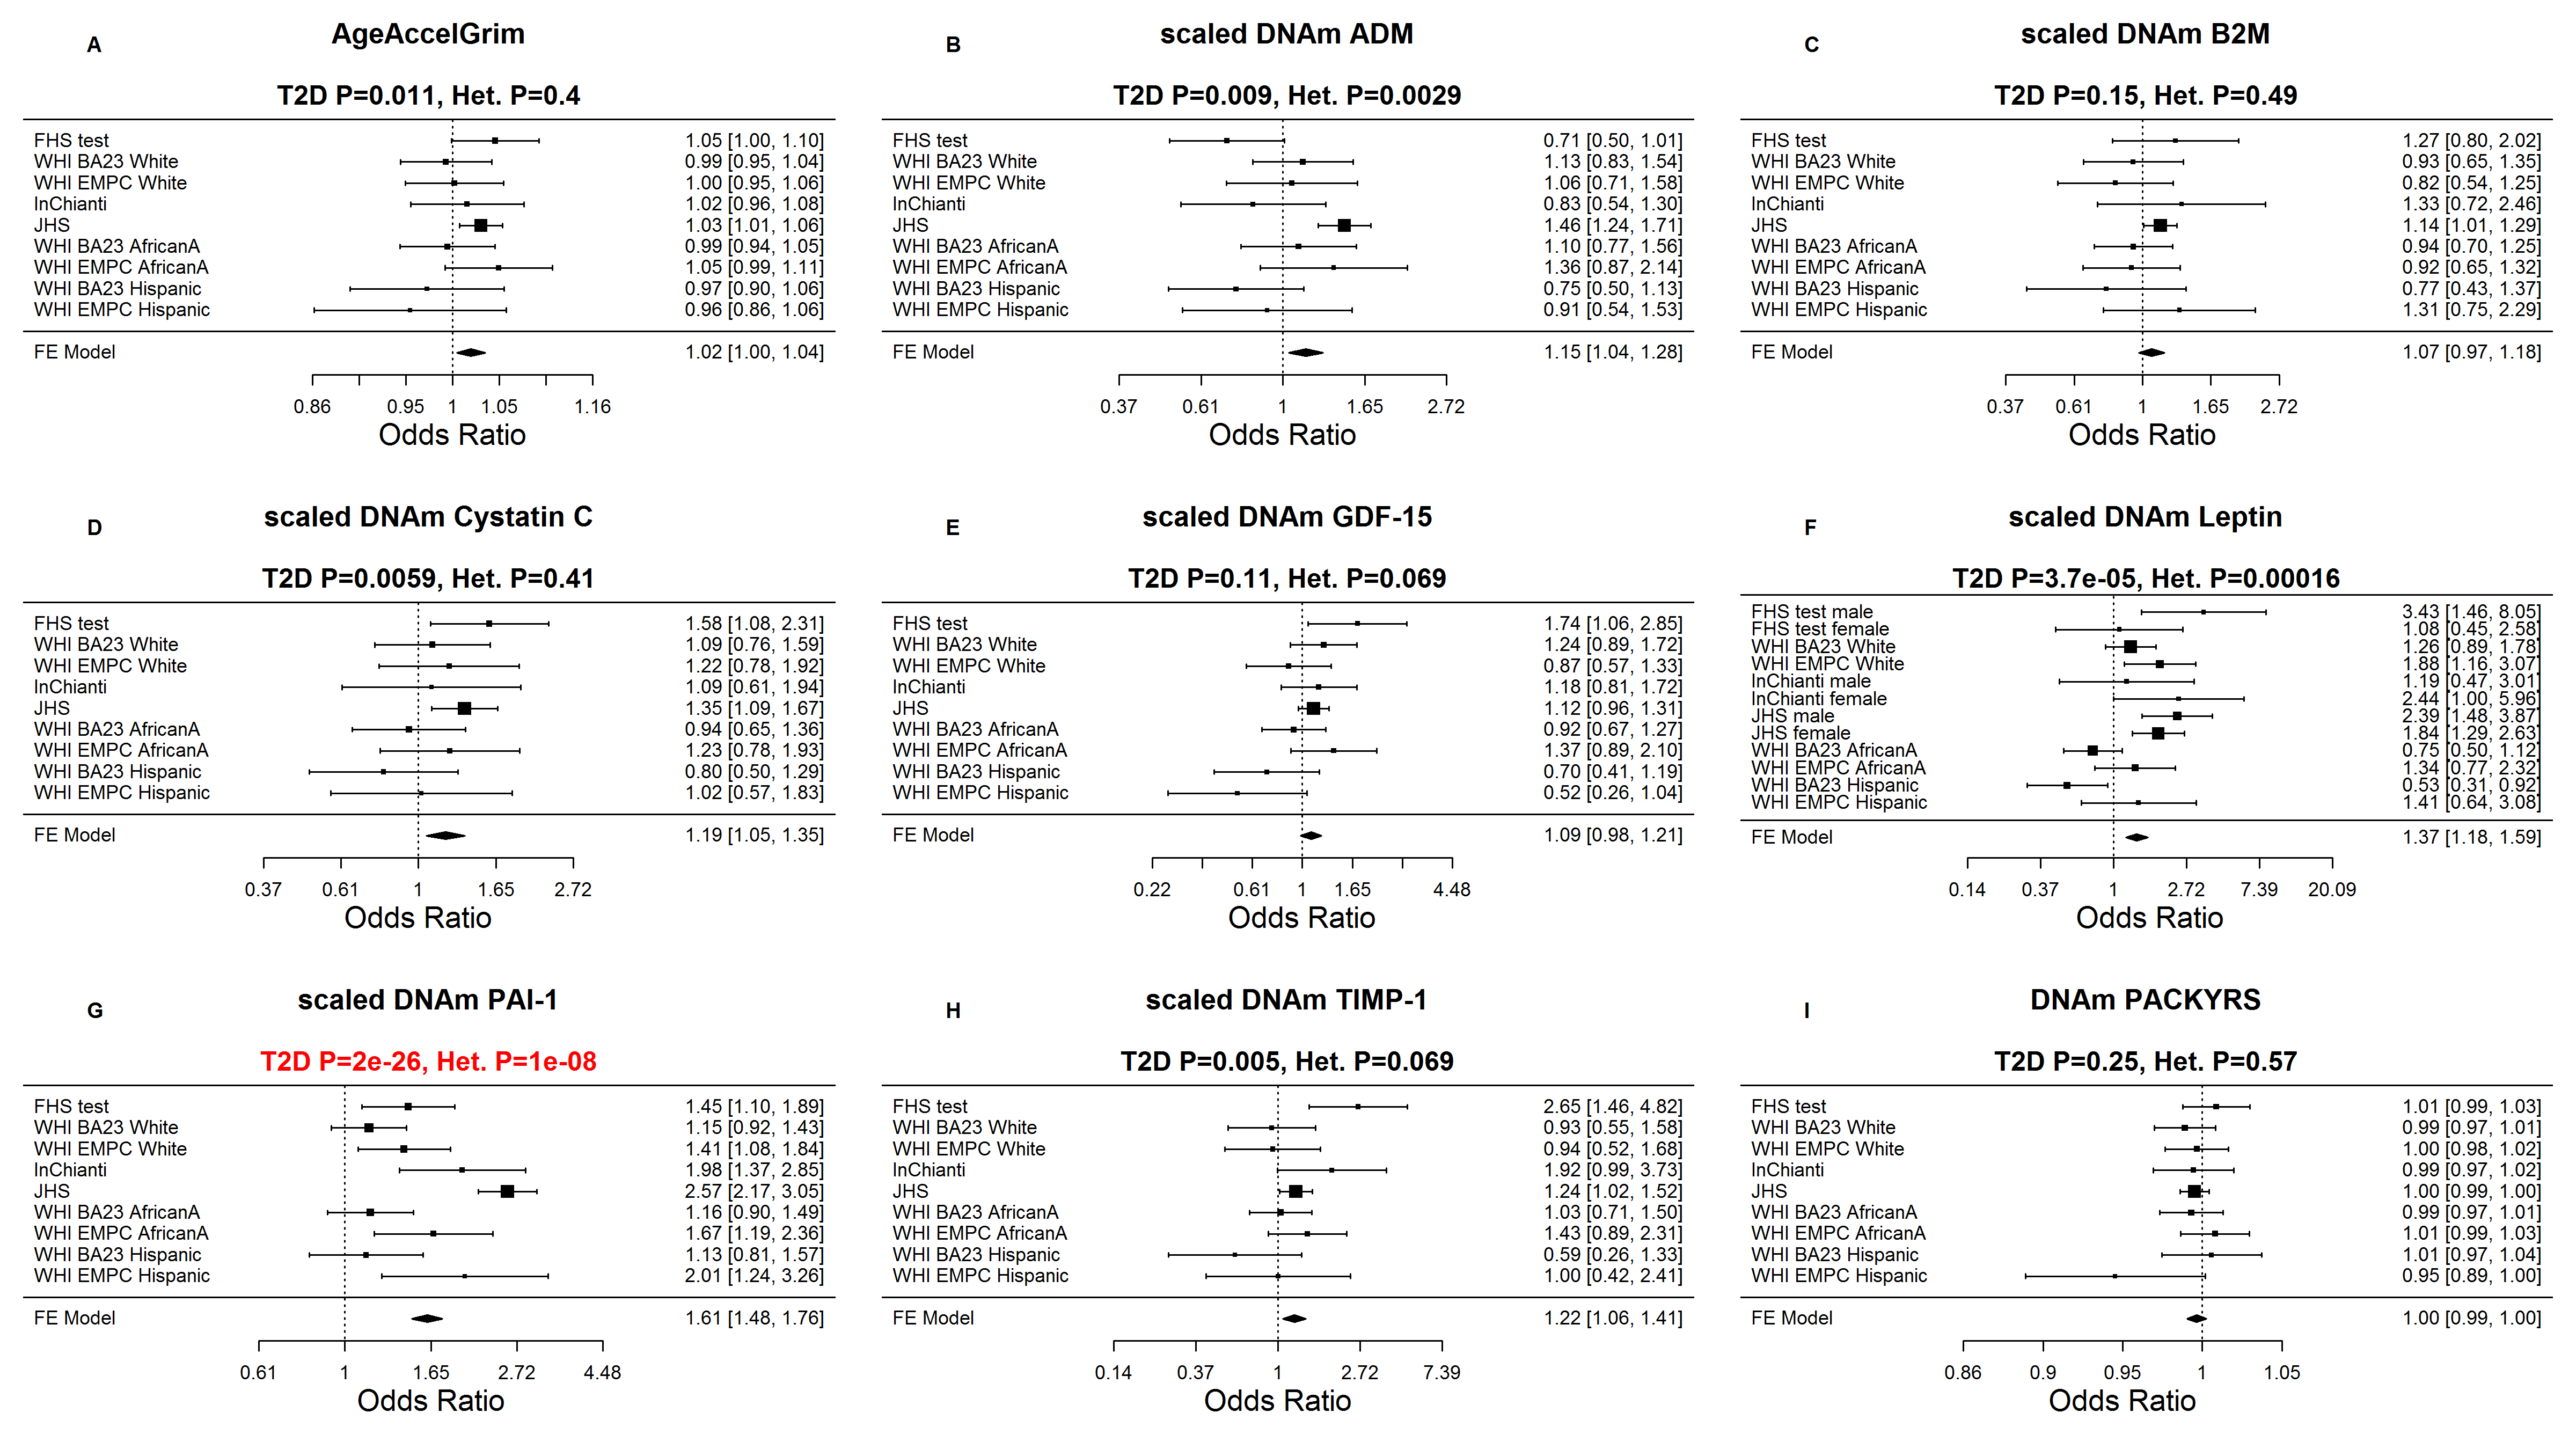 A
AgeAccelGrim
T2D P=0.011, Het. P=0.4
FHS test 1.05 [1.00, 1.10]
WHI BA23 White 0.99 [0.95, 1.04]
WHI EMPC White 1.00 [0.95, 1.06]
InChianti 1.02 [0.96, 1.08]
JHS 1.03 [1.01, 1.06]
WHI BA23 AfricanA 0.99 [0.94, 1.05]
WHI EMPC AfricanA 1.05 [0.99, 1.11]
WHI BA23 Hispanic 0.97 [0.90, 1.06]
WHI EMPC Hispanic 0.96 [0.86, 1.06]
FE Model 1.02 [1.00, 1.04]
0.86 0.95 1 1.05 1.16
Odds Ratio
B
scaled DNAm ADM
T2D P=0.009, Het. P=0.0029
FHS test 0.71 [0.50, 1.01]
WHI BA23 White 1.13 [0.83, 1.54]
WHI EMPC White 1.06 [0.71, 1.58]
InChianti 0.83 [0.54, 1.30]
JHS 1.46 [1.24, 1.71]
WHI BA23 AfricanA 1.10 [0.77, 1.56]
WHI EMPC AfricanA 1.36 [0.87, 2.14]
WHI BA23 Hispanic 0.75 [0.50, 1.13]
WHI EMPC Hispanic 0.91 [0.54, 1.53]
FE Model 1.15 [1.04, 1.28]
0.37 0.61 1 1.65 2.72
Odds Ratio
C
scaled DNAm B2M
T2D P=0.15, Het. P=0.49
FHS test 1.27 [0.80, 2.02]
WHI BA23 White 0.93 [0.65, 1.35]
WHI EMPC White 0.82 [0.54, 1.25]
InChianti 1.33 [0.72, 2.46]
JHS 1.14 [1.01, 1.29]
WHI BA23 AfricanA 0.94 [0.70, 1.25]
WHI EMPC AfricanA 0.92 [0.65, 1.32]
WHI BA23 Hispanic 0.77 [0.43, 1.37]
WHI EMPC Hispanic 1.31 [0.75, 2.29]
FE Model 1.07 [0.97, 1.18]
0.37 0.61 1 1.65 2.72
Odds Ratio
D
scaled DNAm Cystatin C
T2D P=0.0059, Het. P=0.41
FHS test 1.58 [1.08, 2.31]
WHI BA23 White 1.09 [0.76, 1.59]
WHI EMPC White 1.22 [0.78, 1.92]
InChianti 1.09 [0.61, 1.94]
JHS 1.35 [1.09, 1.67]
WHI BA23 AfricanA 0.94 [0.65, 1.36]
WHI EMPC AfricanA 1.23 [0.78, 1.93]
WHI BA23 Hispanic 0.80 [0.50, 1.29]
WHI EMPC Hispanic 1.02 [0.57, 1.83]
FE Model 1.19 [1.05, 1.35]
0.37 0.61 1 1.65 2.72
Odds Ratio
E
scaled DNAm GDF-15
T2D P=0.11, Het. P=0.069
FHS test 1.74 [1.06, 2.85]
WHI BA23 White 1.24 [0.89, 1.72]
WHI EMPC White 0.87 [0.57, 1.33]
InChianti 1.18 [0.81, 1.72]
JHS 1.12 [0.96, 1.31]
WHI BA23 AfricanA 0.92 [0.67, 1.27]
WHI EMPC AfricanA 1.37 [0.89, 2.10]
WHI BA23 Hispanic 0.70 [0.41, 1.19]
WHI EMPC Hispanic 0.52 [0.26, 1.04]
FE Model 1.09 [0.98, 1.21]
0.22 0.61 1 1.65 4.48
Odds Ratio
F
scaled DNAm Leptin
T2D P=3.7e-05, Het. P=0.00016
FHS test male 3.43 [1.46, 8.05]
FHS test female 1.08 [0.45, 2.58]
WHI BA23 White 1.26 [0.89, 1.78]
WHI EMPC White 1.88 [1.16, 3.07]
InChianti male 1.19 [0.47, 3.01]
InChianti female 2.44 [1.00, 5.96]
JHS male 2.39 [1.48, 3.87]
JHS female 1.84 [1.29, 2.63]
WHI BA23 AfricanA 0.75 [0.50, 1.12]
WHI EMPC AfricanA 1.34 [0.77, 2.32]
WHI BA23 Hispanic 0.53 [0.31, 0.92]
WHI EMPC Hispanic 1.41 [0.64, 3.08]
FE Model 1.37 [1.18, 1.59]
0.14 0.37 1 2.72 7.39 20.09
Odds Ratio
G
scaled DNAm PAI-1
T2D P=2e-26, Het. P=1e-08
FHS test 1.45 [1.10, 1.89]
WHI BA23 White 1.15 [0.92, 1.43]
WHI EMPC White 1.41 [1.08, 1.84]
InChianti 1.98 [1.37, 2.85]
JHS 2.57 [2.17, 3.05]
WHI BA23 AfricanA 1.16 [0.90, 1.49]
WHI EMPC AfricanA 1.67 [1.19, 2.36]
WHI BA23 Hispanic 1.13 [0.81, 1.57]
WHI EMPC Hispanic 2.01 [1.24, 3.26]
FE Model 1.61 [1.48, 1.76]
0.61 1 1.65 2.72 4.48
Odds Ratio
H
scaled DNAm TIMP-1
T2D P=0.005, Het. P=0.069
FHS test 2.65 [1.46, 4.82]
WHI BA23 White 0.93 [0.55, 1.58]
WHI EMPC White 0.94 [0.52, 1.68]
InChianti 1.92 [0.99, 3.73]
JHS 1.24 [1.02, 1.52]
WHI BA23 AfricanA 1.03 [0.71, 1.50]
WHI EMPC AfricanA 1.43 [0.89, 2.31]
WHI BA23 Hispanic 0.59 [0.26, 1.33]
WHI EMPC Hispanic 1.00 [0.42, 2.41]
FE Model 1.22 [1.06, 1.41]
0.14 0.37 1 2.72 7.39
Odds Ratio
I
DNAm PACKYRS
T2D P=0.25, Het. P=0.57
FHS test 1.01 [0.99, 1.03]
WHI BA23 White 0.99 [0.97, 1.01]
WHI EMPC White 1.00 [0.98, 1.02]
InChianti 0.99 [0.97, 1.02]
JHS 1.00 [0.99, 1.00]
WHI BA23 AfricanA 0.99 [0.97, 1.01]
WHI EMPC AfricanA 1.01 [0.99, 1.03]
WHI BA23 Hispanic 1.01 [0.97, 1.04]
WHI EMPC Hispanic 0.95 [0.89, 1.00]
FE Model 1.00 [0.99, 1.00]
0.86 0.9 0.95 1 1.05
Odds Ratio